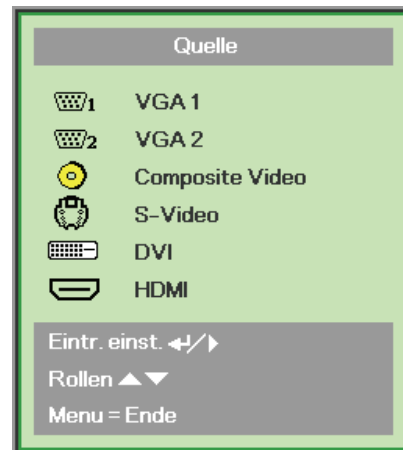 Quelle
1 VGA 1
2 VGA 2
Composite Video
S-Video
DVI
HDMI
Eintr. einst. ↵/▶
Rollen ▲▼
Menu = Ende